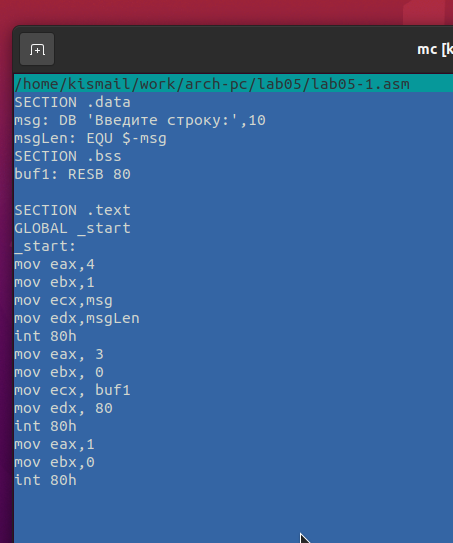 mc [k
/home/kismail/work/arch-pc/lab05/lab05-1.asm
SECTION .data
msg: DB 'Введите строку:',10
msgLen: EQU $-msg
SECTION .bss
buf1: RESB 80

SECTION .text
GLOBAL _start
_start:
mov eax,4
mov ebx,1
mov ecx,msg
mov edx,msgLen
int 80h
mov eax, 3
mov ebx, 0
mov ecx, buf1
mov edx, 80
int 80h
mov eax,1
mov ebx,0
int 80h